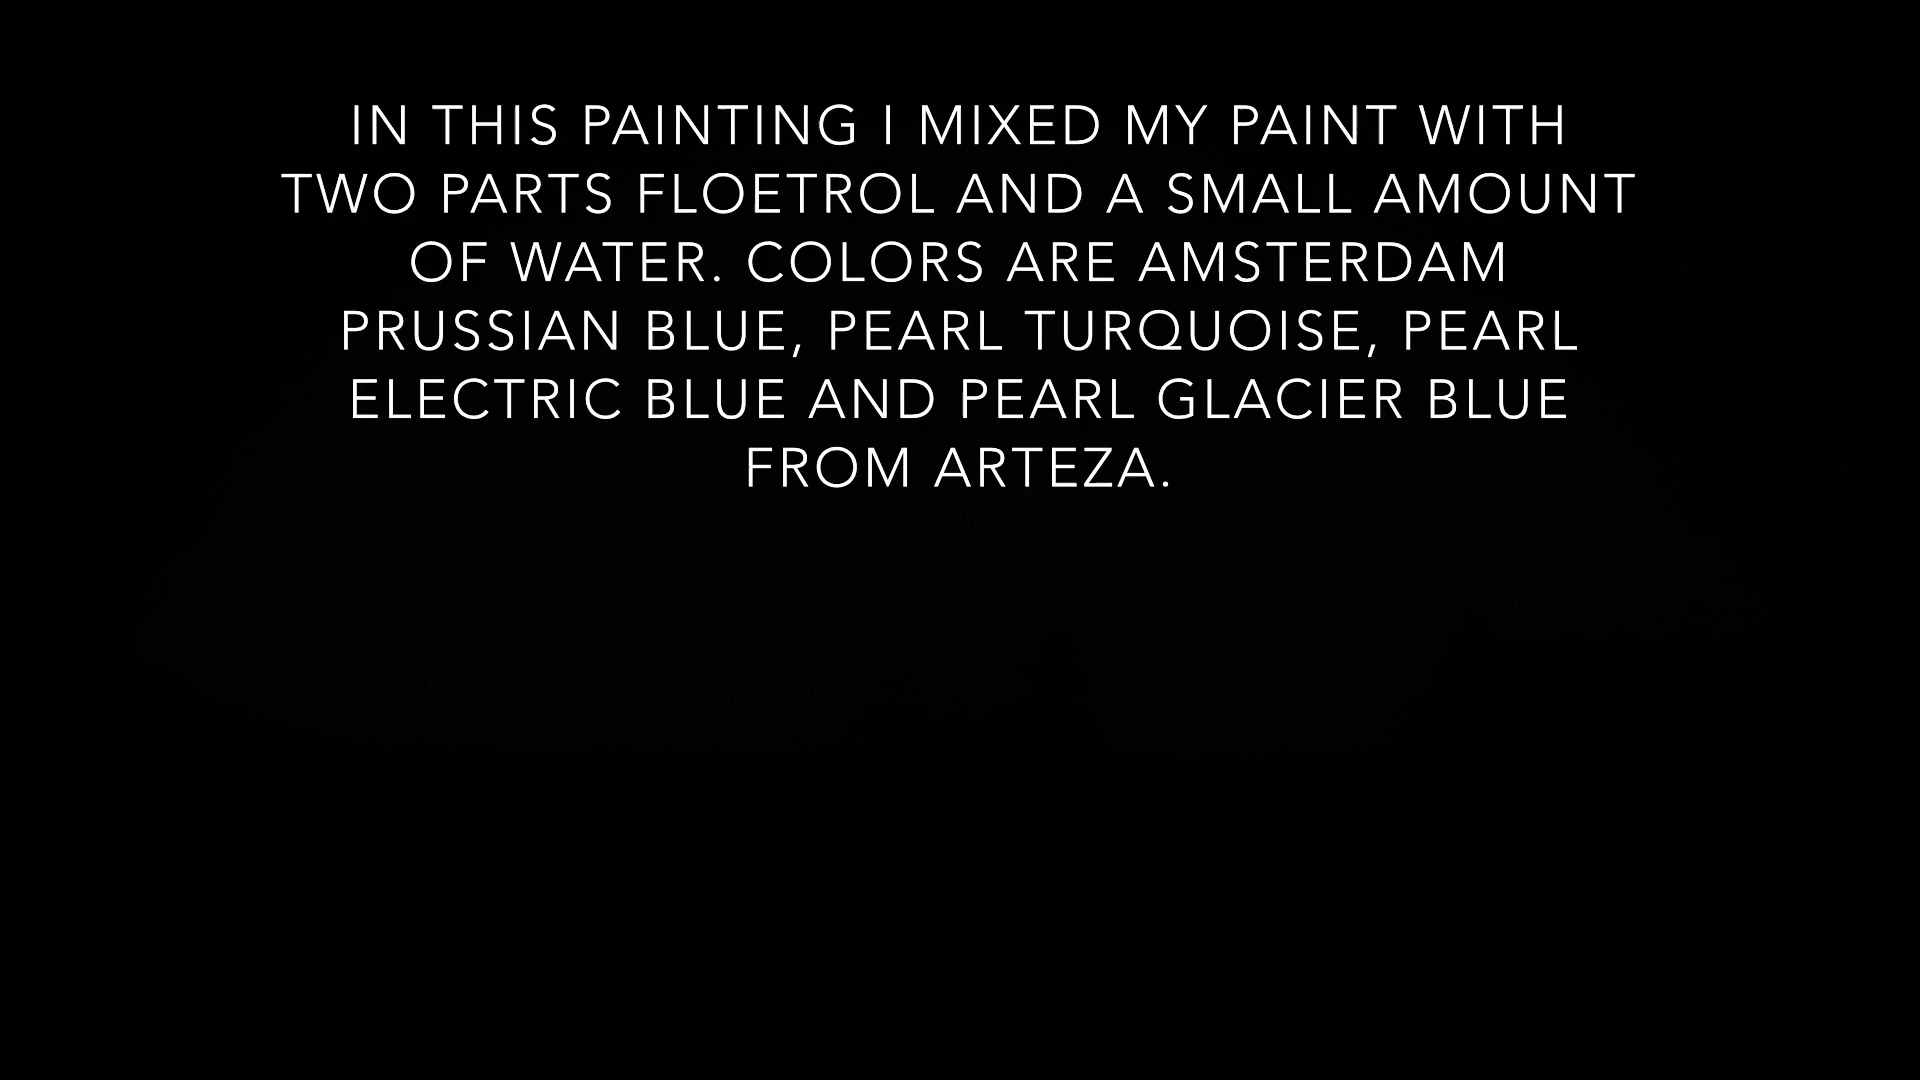 IN THIS PAINTING I MIXED MY PAINT WITH
TWO PARTS FLOETROL AND A SMALL AMOUNT
OF WATER. COLORS ARE AMSTERDAM
PRUSSIAN BLUE, PEARL TURQUOISE, PEARL
ELECTRIC BLUE AND PEARL GLACIER BLUE
FROM ARTEZA.